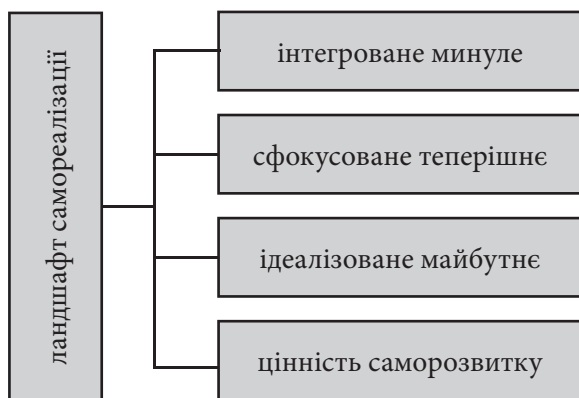 ландшафт самореалізації
інтегроване минуле
сфокусоване теперішнє
ідеалізоване майбутнє
цінність саморозвитку